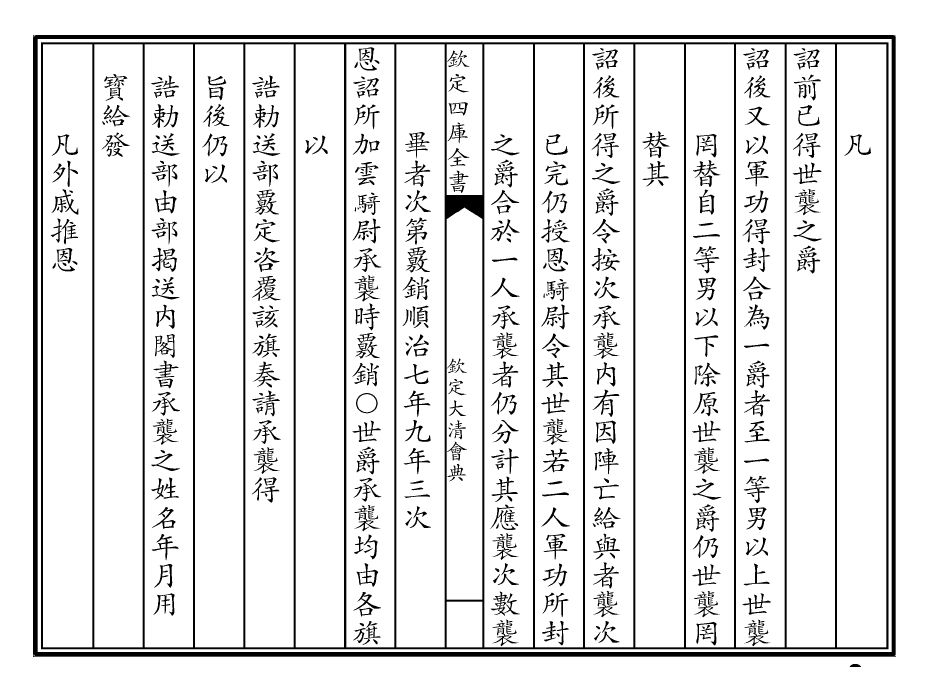 凡
詔前已得世襲之爵
詔後又以軍功得封合為一爵者至一等男以上世襲
罔替自二等男以下除原世襲之爵仍世襲罔
替其
詔後所得之爵令按次承襲内有因陣亡給與者襲次
已完仍授恩騎尉令其世襲若二人軍功所封
之爵合於一人承襲者仍分計其應襲次數襲
欽定四庫全書
欽定大清會典
畢者次第覈銷順治七年九年三次
恩詔所加雲騎尉承襲時覈銷〇世爵承襲均由各旗
以
誥勅送部覈定咨覆該旗奏請承襲得
旨後仍以
誥勅送部由部揭送内閣書承襲之姓名年月用
寳給發
凡外戚推恩